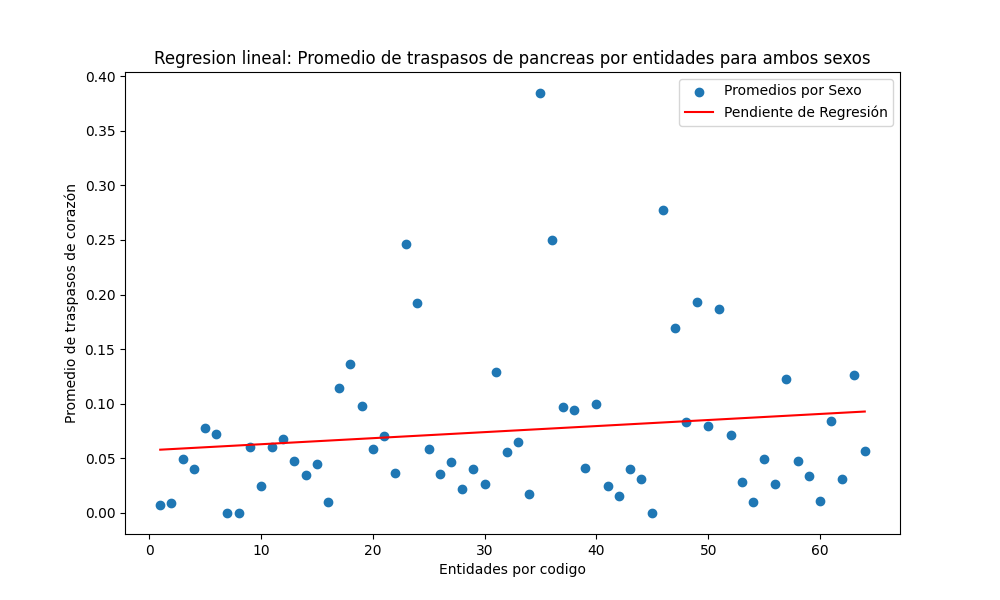 Regresion lineal: Promedio de traspasos de pancreas por entidades para ambos sexos
Promedios por Sexo
Pendiente de Regresión
Promedio de traspasos de corazón
0.40
0.35
0.30
0.25
0.20
0.15
0.10
0.05
0.00
0 10 20 30 40 50 60
Entidades por codigo